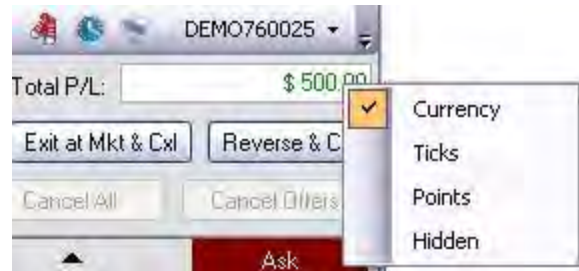 DEMO760025
Total P/L: $ 500.00
Currency
Exit at Mkt & Cxl Reverse & C
Ticks
Cancel All Cancel Offers
Points
Hidden
Ask